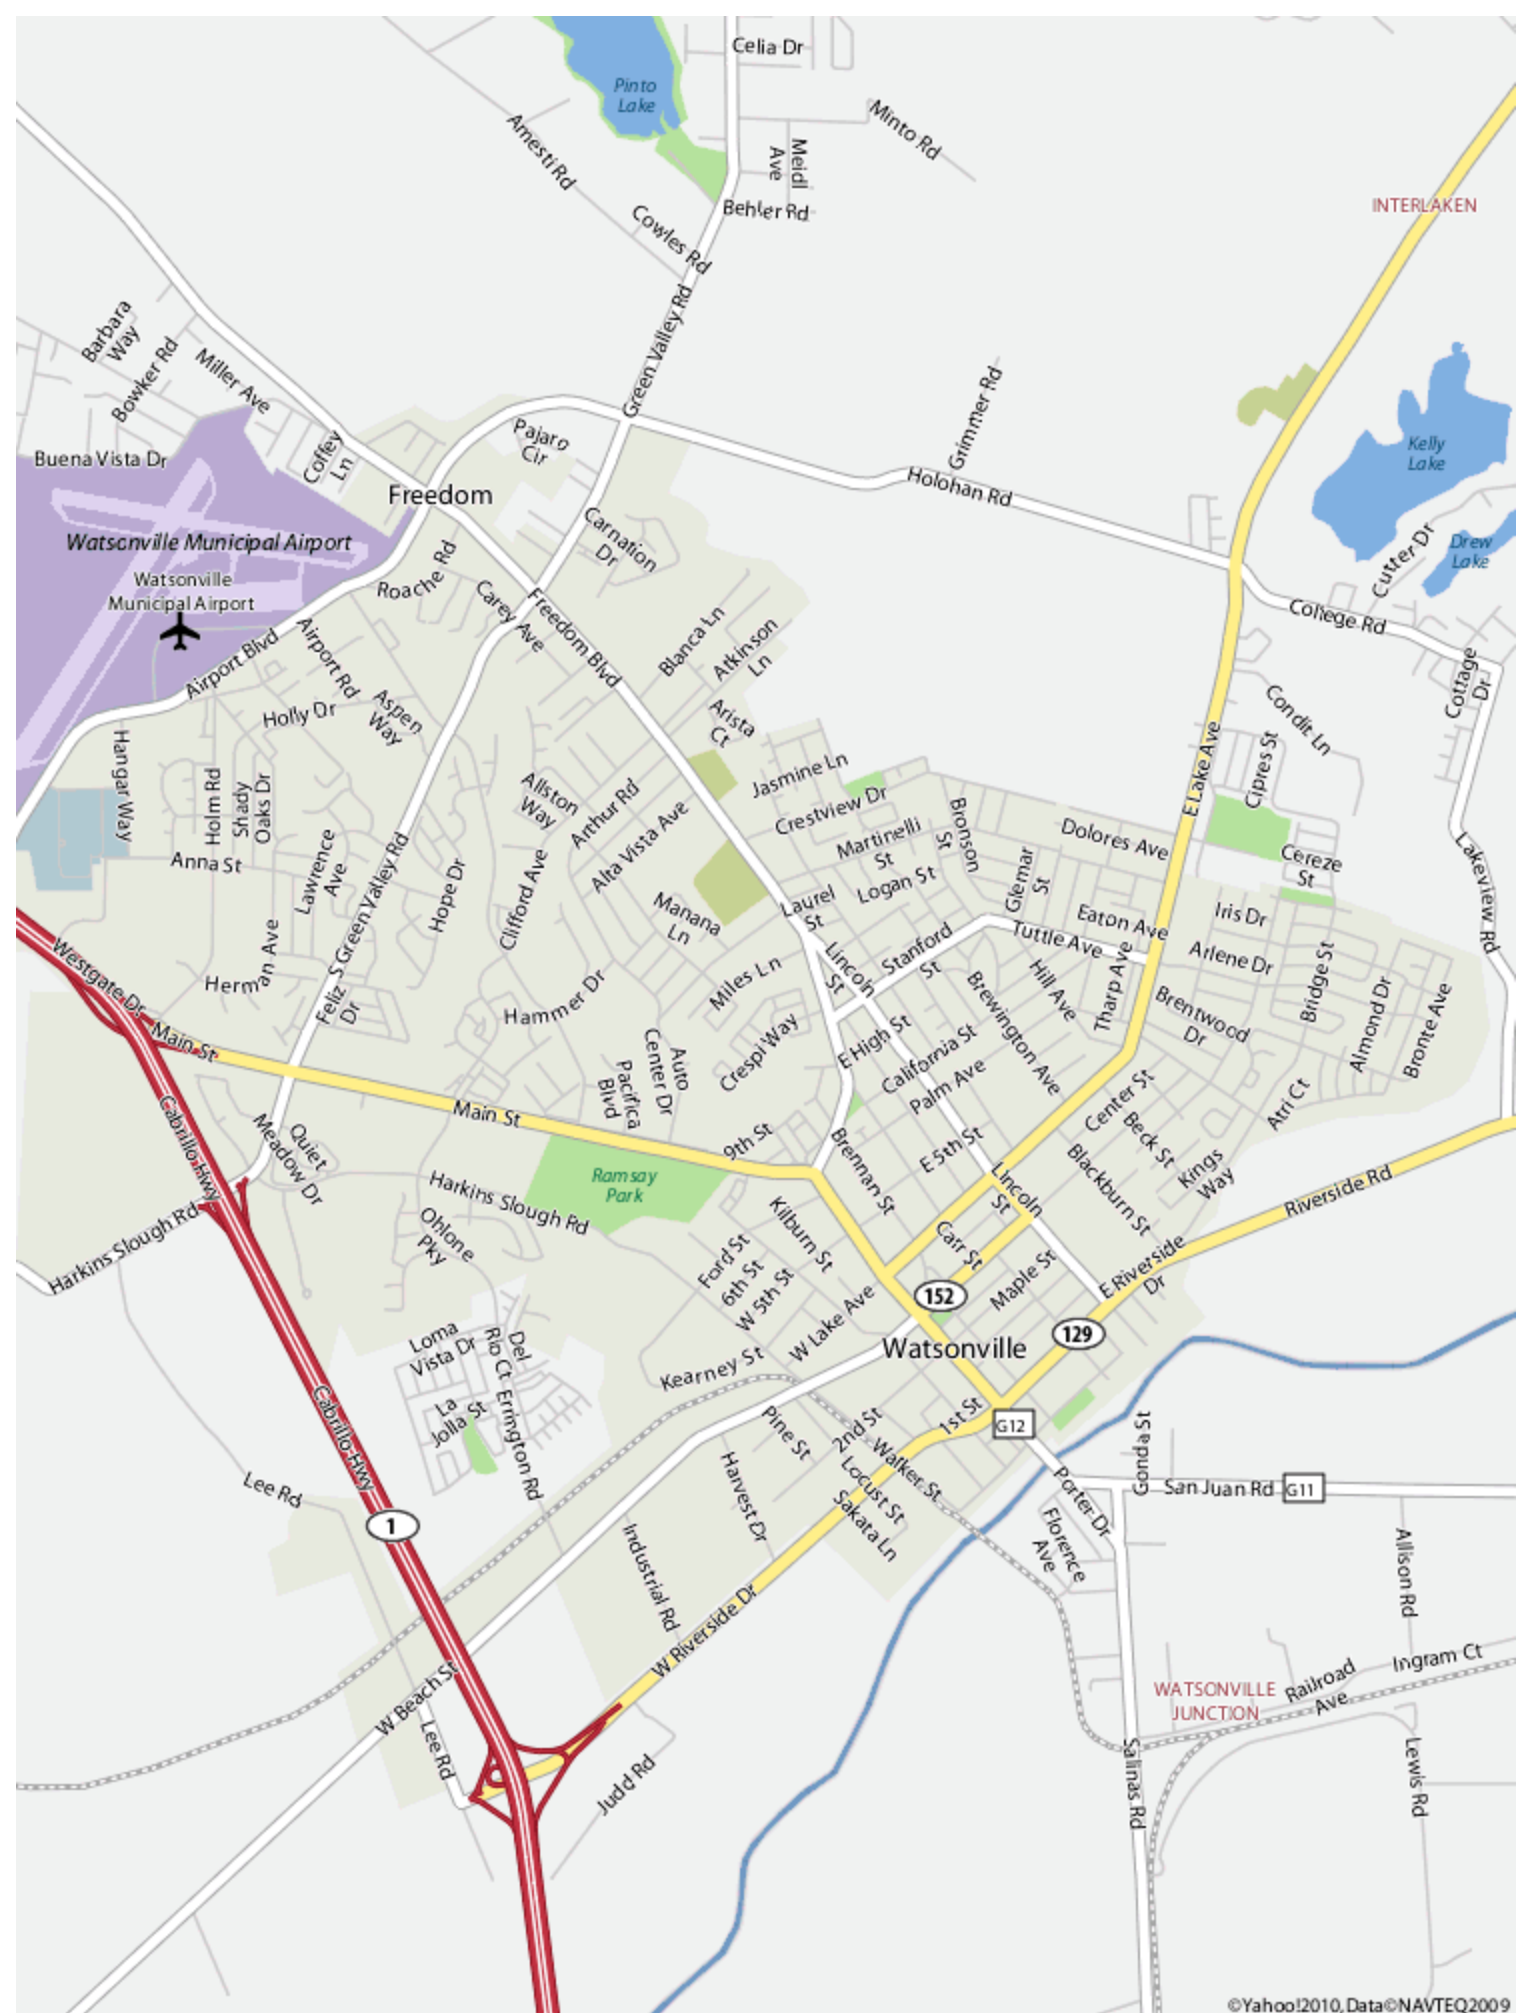 Celia Dr
Pinto
Lake
Minto Rd
Amesti Rd
Meidl
Ave
INTERLAKEN
Behler Rd
Cowles Rd
Green Valley Rd
Barbara
Way
Bowker Rd
Miller Ave
Grimmer Rd
Pajaro
Cir
Coffey
Ln
Buena Vista Dr
Kelly
Lake
Holohan Rd
Freedom
Carnation
Dr
Watsonville Municipal Airport
Drew
Lake
Cutter Dr
Watsonville
Municipal Airport
Roache Rd
Carey Ave
Freedom Blvd
College Rd
Blanca Ln
Atkinson
Ln
Airport Blvd
Airport Rd
Cottage
Dr
Holly Dr
Aspen
Way
Arista
Ct
Condit Ln
Hangar Way
E Lake Ave
Cipres St
Holm Rd
Shady
Oaks Dr
Allston
Way
Arthur Rd
Jasmine Ln
Crestview Dr
Alta Vista Ave
Martinelli
St
Bronson
St
Dolores Ave
Anna St
Lawrence
Ave
S Green Valley Rd
Hope Dr
Clifford Ave
Logan St
Glemar
St
Cereze
St
Lakeview Rd
Manana
Ln
Laurel
St
Eaton Ave
Iris Dr
Tuttle Ave
Stanford
St
Lincoln
St
Arlene Dr
Westgate Dr
Herman Ave
Feliz
Dr
Hammer Dr
Miles Ln
Brewington Ave
Hill Ave
Tharp Ave
Brentwood
Dr
Bridge St
Almond Dr
Bronte Ave
Main St
Crespi Way
E High St
California St
Palm Ave
Auto
Center Dr
Pacifica
Blvd
Cabrillo Hwy
Main St
Center St
Atri Ct
Quiet
Meadow Dr
9th St
Brennan St
E 5th St
Beck St
Kings
Way
Blackburn St
Ramsay
Park
Harkins Slough Rd
Lincoln
St
Riverside Rd
Harkins Slough Rd
Ohlone
Pky
Kilburn St
Ford St
6th St
W 5th St
Carr St
Maple St
E Riverside
Dr
152
129
W Lake Ave
Watsonville
Loma
Vista Dr
Del
Rio Ct
Kearney St
Cabrillo Hwy
La
Jolla St
Errington Rd
Pine St
2nd St
1st St
G12
Gonda St
Walker St
Locust St
Sakata Ln
Harvest Dr
Porter Dr
San Juan Rd
G11
Lee Rd
1
Florence
Ave
Industrial Rd
Allison Rd
W Riverside Dr
W Beach St
Lee Rd
Ingram Ct
Railroad
Ave
WATSONVILLE
JUNCTION
Judd Rd
Salinas Rd
Lewis Rd
©Yahoo!2010, Data©NAVTEQ2009